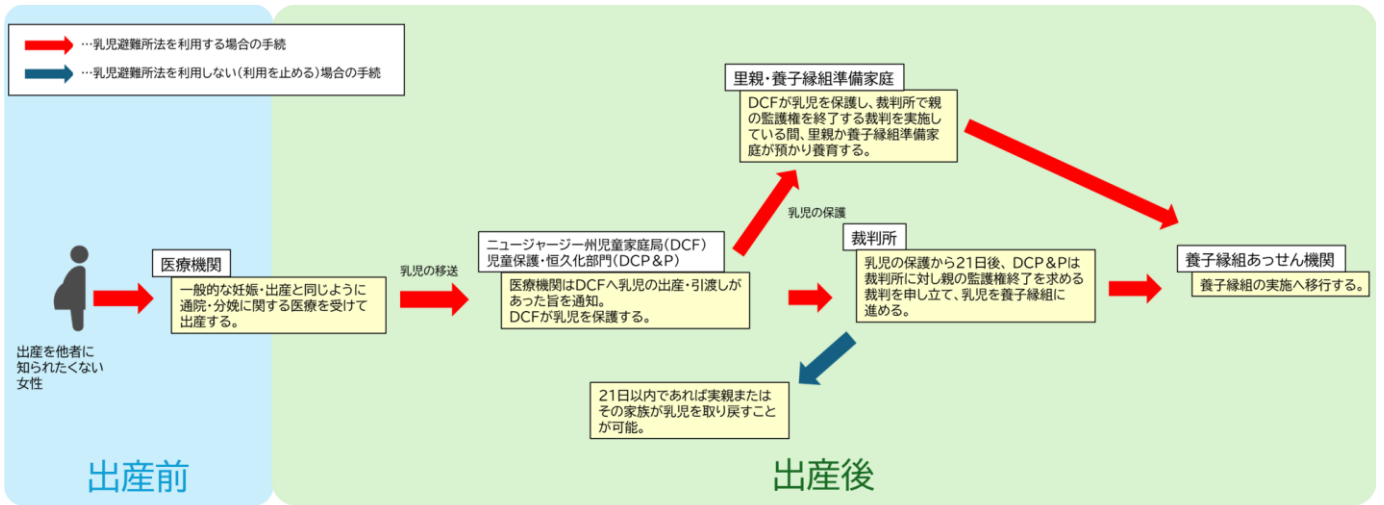 …乳児避難所法を利用する場合の手続
…乳児避難所法を利用しない(利用を止める)場合の手続
出産を他者に
知られたくない
女性
医療機関
一般的な妊娠・出産と同じように
通院・分娩に関する医療を受けて
出産する。
乳児の移送
ニュージャージー州児童家庭局(DCF)
児童保護・恒久化部門(DCP&P)
医療機関はDCFへ乳児の出産・引渡しが
あった旨を通知。
DCFが乳児を保護する。
乳児の保護
里親・養子縁組準備家庭
DCFが乳児を保護し、裁判所で親
の監護権を終了する裁判を実施し
ている間、里親か養子縁組準備家
庭が預かり養育する。
裁判所
乳児の保護から21日後、DCP&Pは
裁判所に対し親の監護権終了を求める
裁判を申し立て、乳児を養子縁組に
進める。
21日以内であれば実親または
その家族が乳児を取り戻すこと
が可能。
養子縁組あっせん機関
養子縁組の実施へ移行する。
出産前
出産後